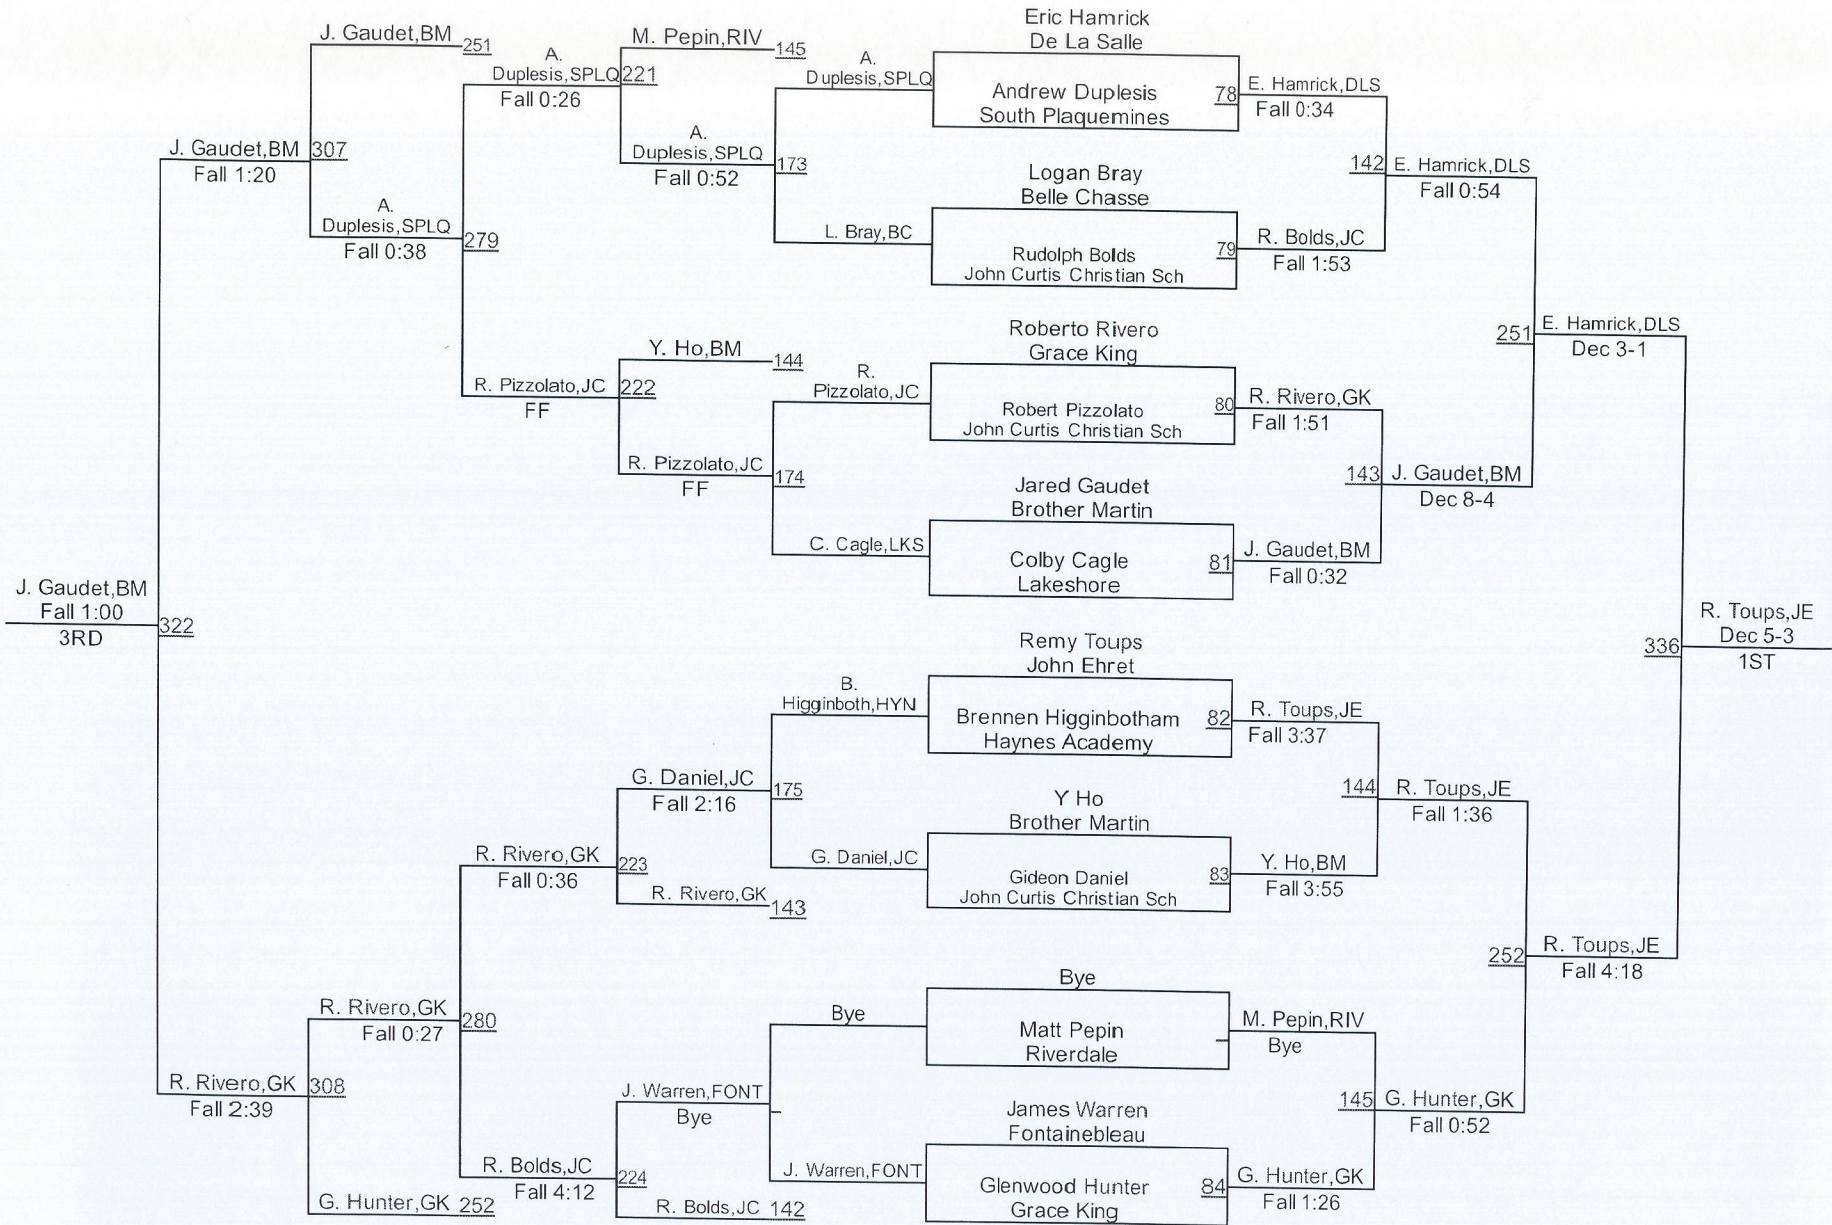 Eric Hamrick
De La Salle
Andrew Duplesis
South Plaquemines
78
Logan Bray
Belle Chasse
Rudolph Bolds
John Curtis Christian Sch
79
Roberto Rivero
Grace King
Robert Pizzolato
John Curtis Christian Sch
80
Jared Gaudet
Brother Martin
Colby Cagle
Lakeshore
81
Remy Toups
John Ehret
Brennen Higginbotham
Haynes Academy
82
Y Ho
Brother Martin
Gideon Daniel
John Curtis Christian Sch
83
Bye
Matt Pepin
Riverdale
James Warren
Fontainebleau
Glenwood Hunter
Grace King
84
E. Hamrick,DLS
Fall 0:34
142
R. Bolds,JC
Fall 1:53
R. Rivero,GK
Fall 1:51
143
J. Gaudet,BM
Fall 0:32
R. Toups,JE
Fall 3:37
144
Y. Ho,BM
Fall 3:55
M. Pepin,RIV
Bye
145
G. Hunter,GK
Fall 1:26
E. Hamrick,DLS
Fall 0:54
251
J. Gaudet,BM
Dec 8-4
R. Toups,JE
Fall 1:36
252
G. Hunter,GK
Fall 0:52
E. Hamrick,DLS
Dec 3-1
336
R. Toups,JE
Fall 4:18
R. Toups,JE
Dec 5-3
1ST
A.
Duplesis,SPLQ
173
L. Bray,BC
R.
Pizzolato,JC
174
C. Cagle,LKS
B.
Higginboth,HYN
175
G. Daniel,JC
Bye
J. Warren,FONT
M. Pepin,RIV
145
221
A.
Duplesis,SPLQ
Fall 0:52
Y. Ho,BM
144
222
R. Pizzolato,JC
FF
G. Daniel,JC
Fall 2:16
223
R. Rivero,GK
143
J. Warren,FONT
Bye
224
R. Bolds,JC 142
A.
Duplesis,SPLQ
Fall 0:26
279
R. Pizzolato,JC
FF
R. Rivero,GK
Fall 0:36
280
R. Bolds,JC
Fall 4:12
J. Gaudet,BM
251
307
A.
Duplesis,SPLQ
Fall 0:38
R. Rivero,GK
Fall 0:27
308
G. Hunter,GK 252
J. Gaudet,BM
Fall 1:20
322
R. Rivero,GK
Fall 2:39
J. Gaudet,BM
Fall 1:00
3RD